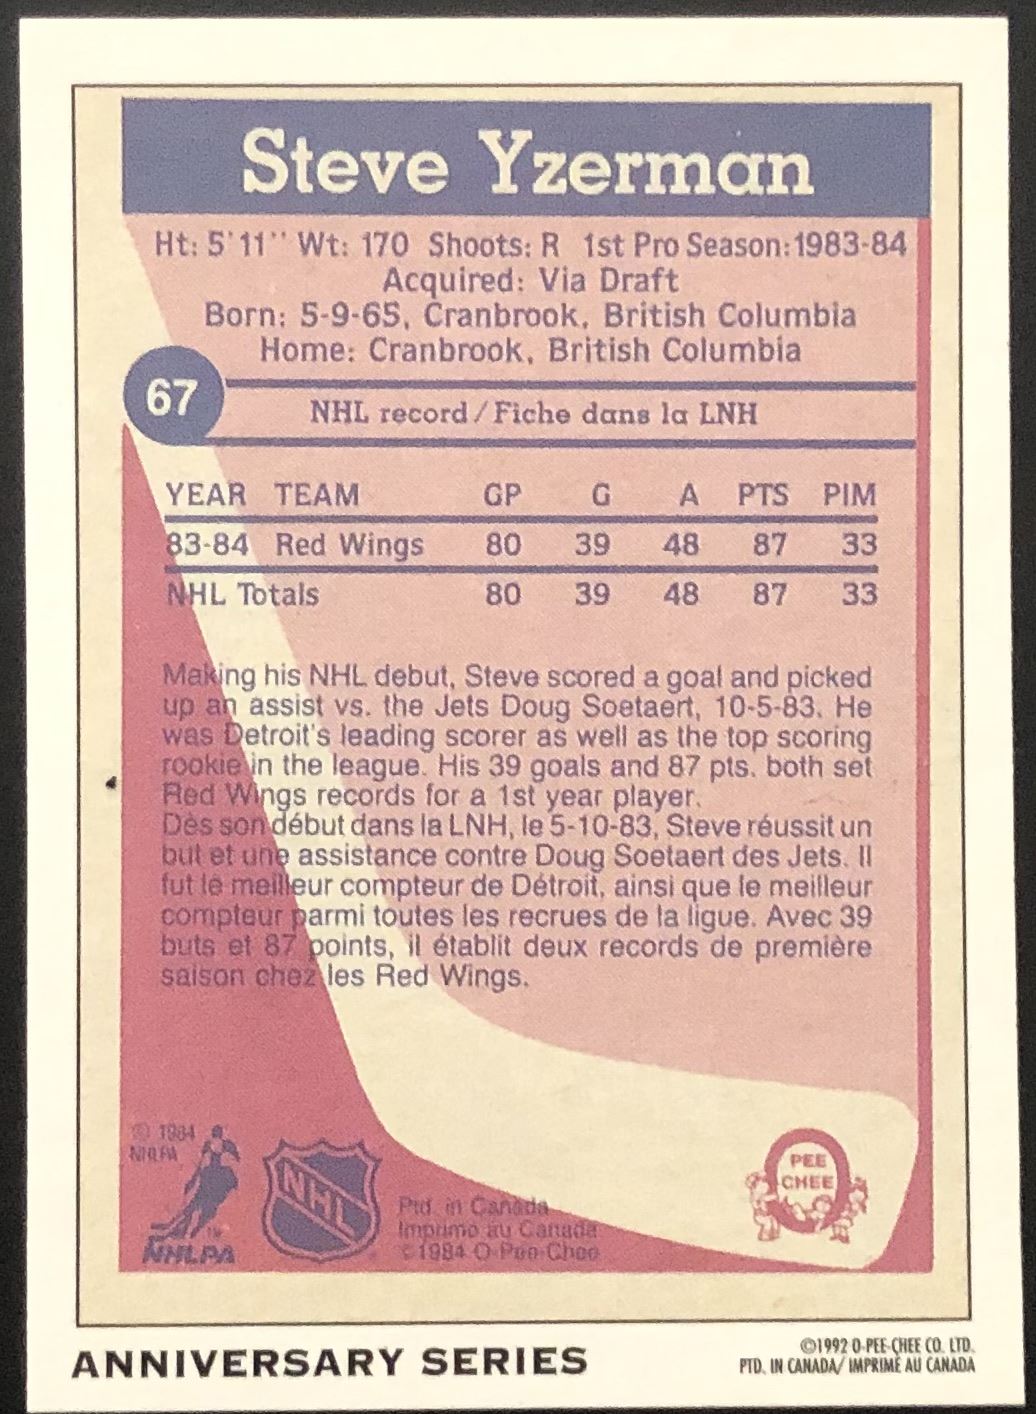 Steve Yzerman
Ht: 5'11" Wt: 170 Shoots: R 1st Pro Season: 1983-84
Acquired: Via Draft
Born: 5-9-65, Cranbrook, British Columbia
Home: Cranbrook, British Columbia
67
NHL record / Fiche dans la LNH
YEAR TEAM GP G A PTS PIM
83-84 Red Wings 80 39 48 87 33
NHL Totals 80 39 48 87 33
Making his NHL debut, Steve scored a goal and picked
up an assist vs. the Jets Doug Soetaert, 10-5-83. He
was Detroit's leading scorer as well as the top scoring
rookie in the league. His 39 goals and 87 pts. both set
Red Wings records for a 1st year player.
Dès son début dans la LNH, le 5-10-83, Steve réussit un
but et une assistance contre Doug Soetaert des Jets. Il
fut le meilleur compteur de Détroit, ainsi que le meilleur
compteur parmi toutes les recrues de la ligue. Avec 39
buts et 87 points, il établit deux records de première
saison chez les Red Wings.
© 1984
NHLPA
NHLPA
NHL
Ptd. in Canada
Imprimé au Canada
©1984 O-Pee-Chee
O
PEE
CHEE
ANNIVERSARY SERIES
©1992 O-PEE-CHEE CO. LTD.
PTD. IN CANADA/ IMPRIMÉ AU CANADA